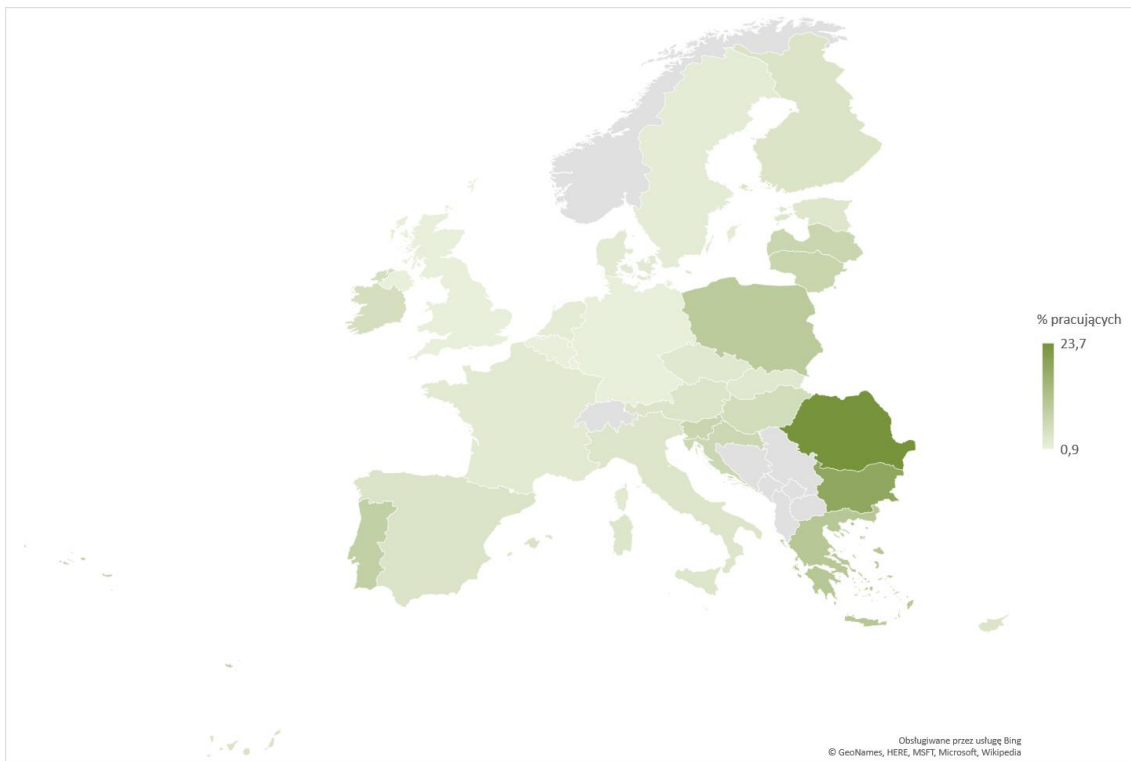 % pracujących
23,7
0,9
Obsługiwane przez usługę Bing
© GeoNames, HERE, MSFT, Microsoft, Wikipedia